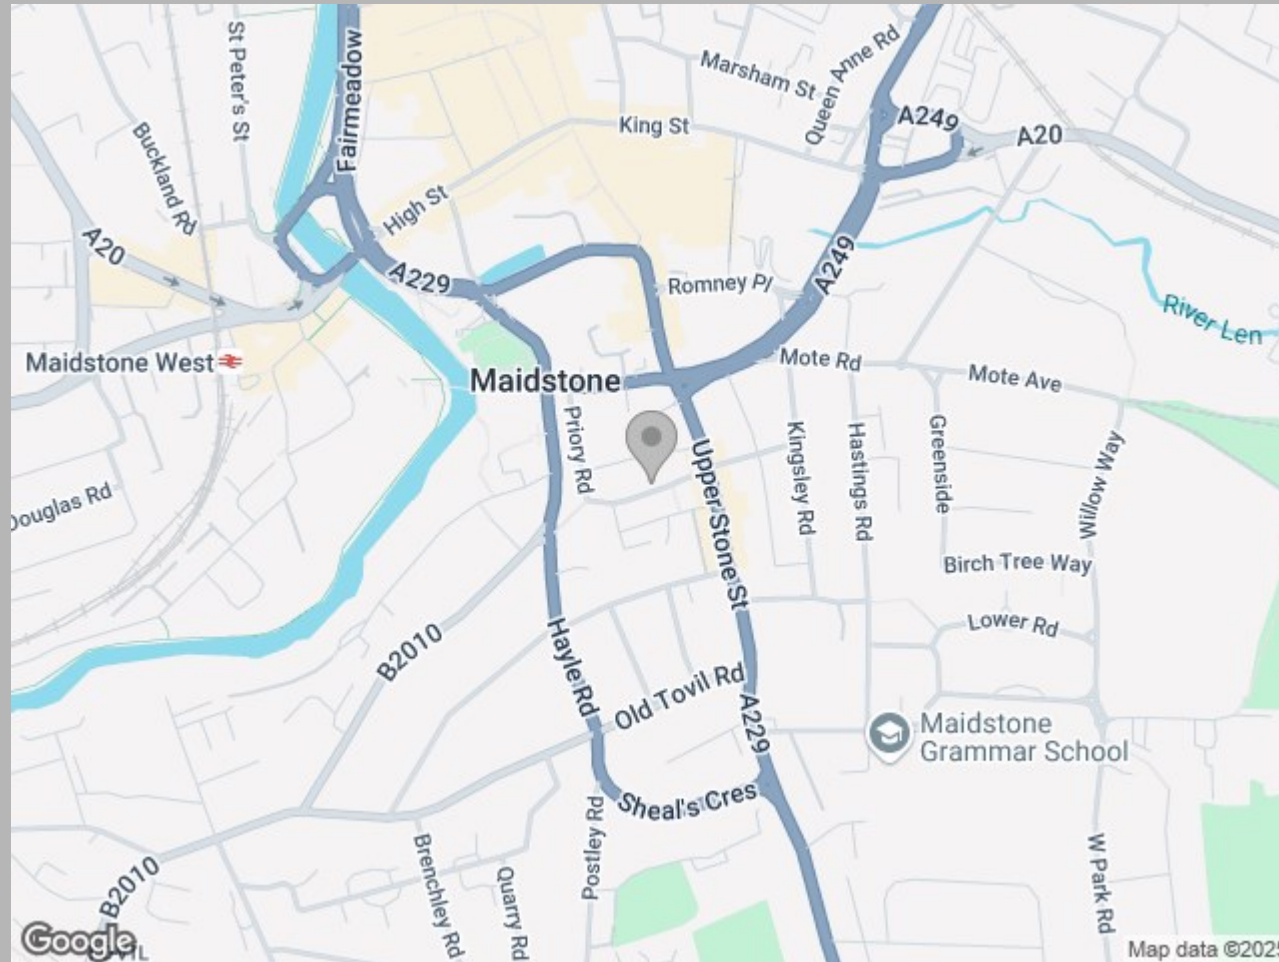 St Peter's St
Fairmeadow
Marsham St
Queen Anne Rd
A249
King St
A20
Buckland Rd
High St
A20
A229
A249
Romney Pl
River Len
Maidstone West
Maidstone
Mote Rd
Mote Ave
Priory Rd
Upper Stone St
Kingsley Rd
Hastings Rd
Greenside
Willow Way
Douglas Rd
Birch Tree Way
Lower Rd
B2010
Hayle Rd
Old Tovil Rd
A229
Maidstone
Grammar School
Sheal's Cres
Postley Rd
B2010
Brenchley Rd
Quarry Rd
W Park Rd
Google
Map data ©2025